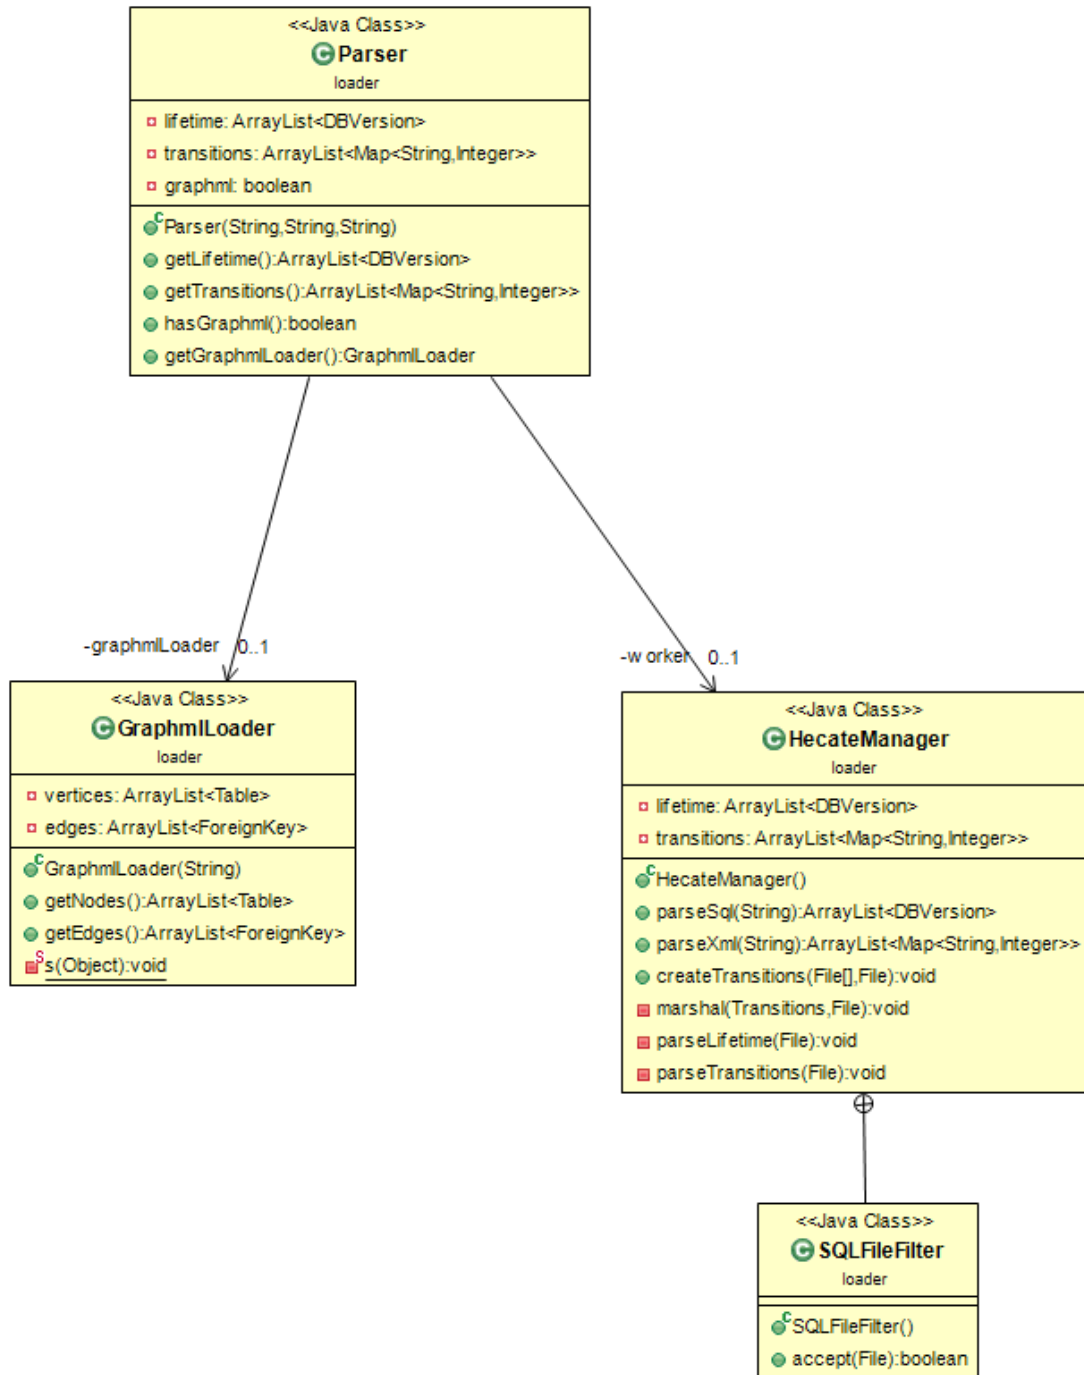 <<Java Class>>
Parser
loader
lifetime: ArrayList<DBVersion>
transitions: ArrayList<Map<String,Integer>>
graphml: boolean
Parser(String,String,String)
getLifetime():ArrayList<DBVersion>
getTransitions():ArrayList<Map<String,Integer>>
hasGraphml():boolean
getGraphmlLoader():GraphmlLoader
-graphmlLoader 0..1
-worker 0..1
<<Java Class>>
GraphmlLoader
loader
vertices: ArrayList<Table>
edges: ArrayList<ForeignKey>
GraphmlLoader(String)
getNodes():ArrayList<Table>
getEdges():ArrayList<ForeignKey>
s(Object):void
<<Java Class>>
HecateManager
loader
lifetime: ArrayList<DBVersion>
transitions: ArrayList<Map<String,Integer>>
HecateManager()
parseSql(String):ArrayList<DBVersion>
parseXml(String):ArrayList<Map<String,Integer>>
createTransitions(File[],File):void
marshal(Transitions,File):void
parseLifetime(File):void
parseTransitions(File):void
<<Java Class>>
SQLFileFilter
loader
SQLFileFilter()
accept(File):boolean